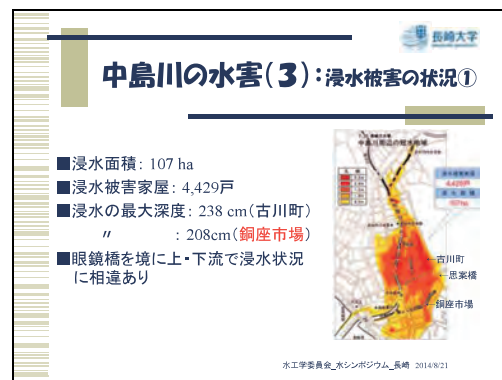 長崎大学
中島川の水害(3):浸水被害の状況①
■浸水面積: 107 ha
■浸水被害家屋: 4,429戸
■浸水の最大深度: 238 cm(古川町)
〃 : 208cm(銅座市場)
■眼鏡橋を境に上・下流で浸水状況
に相違あり
中島川周辺の浸水地域
4,429戸
107ha
古川町
思案橋
銅座市場
水工学委員会_水シンポジウム_長崎 2014/8/21